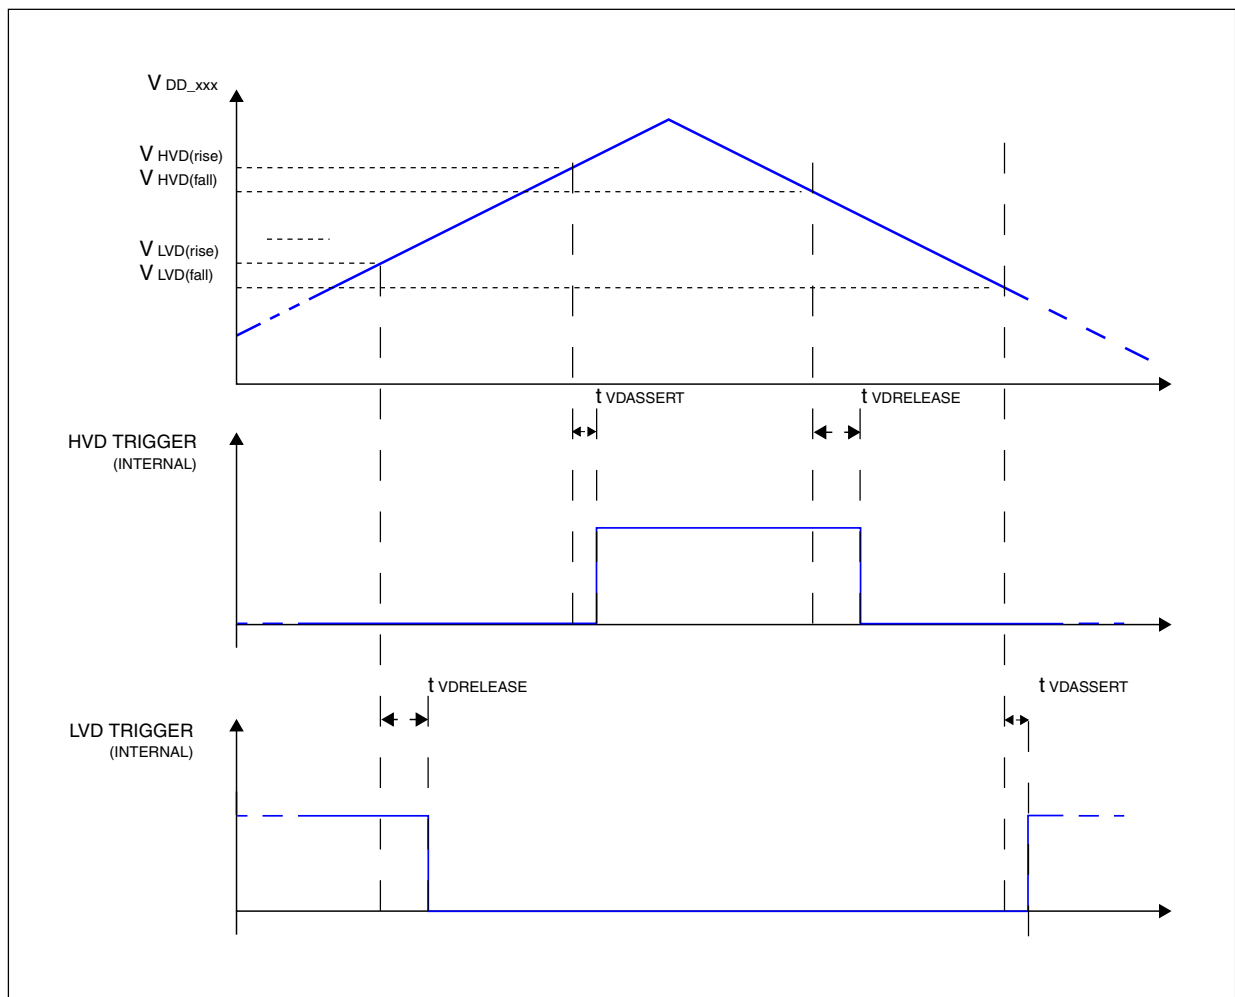 V DD_xxx
V HVD(rise)
V HVD(fall)
V LVD(rise)
V LVD(fall)
t VDASSERT
t VDRELEASE
HVD TRIGGER
(INTERNAL)
t VDRELEASE
t VDASSERT
LVD TRIGGER
(INTERNAL)